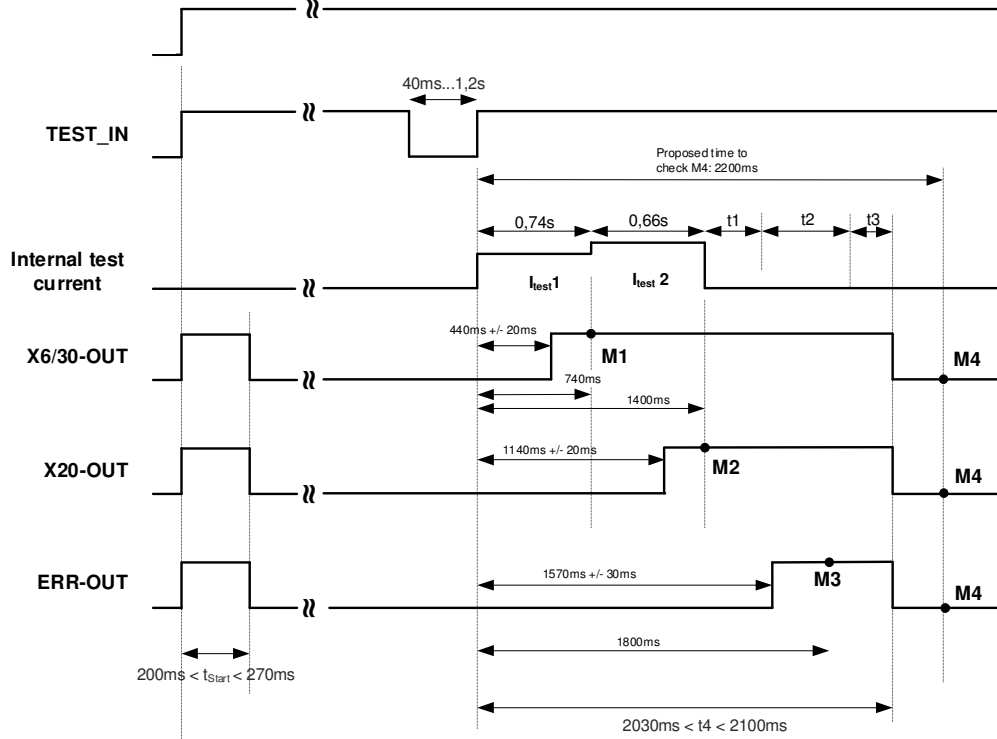 40ms...1,2s
TEST_IN
Proposed time to
check M4: 2200ms
0,74s
0,66s
t1
t2
t3
Internal test
current
Itest1
Itest 2
440ms +/- 20ms
X6/30-OUT
M1
M4
740ms
1400ms
1140ms +/- 20ms
X20-OUT
M2
M4
1570ms +/- 30ms
ERR-OUT
M3
M4
1800ms
200ms < tStart < 270ms
2030ms < t4 < 2100ms